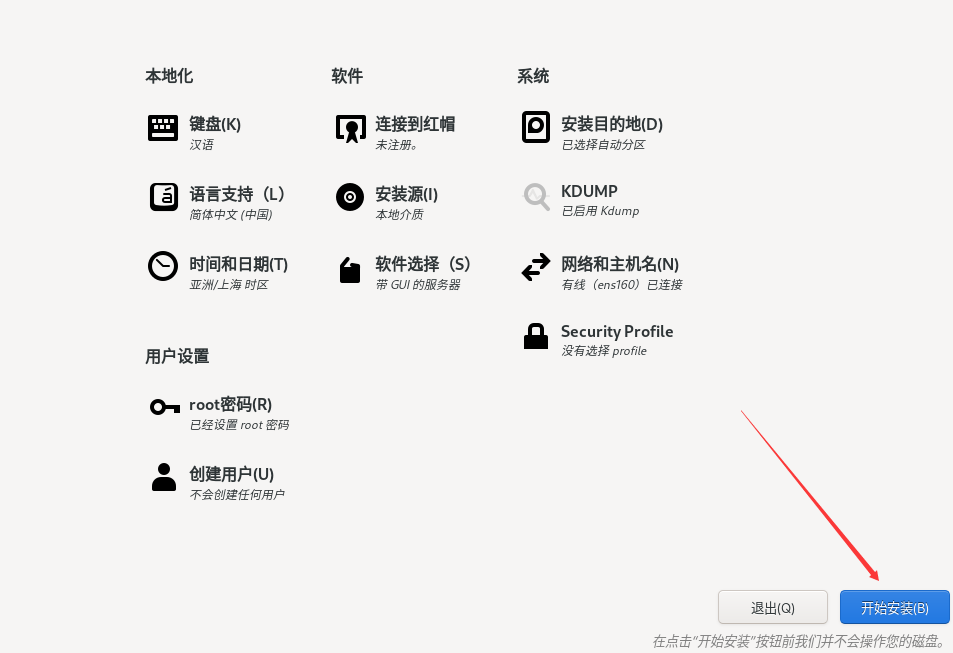 本地化
键盘(K)
汉语
语言支持（L）
简体中文 (中国)
时间和日期(T)
亚洲/上海 时区
用户设置
root密码(R)
已经设置 root 密码
创建用户(U)
不会创建任何用户
软件
连接到红帽
未注册。
安装源(I)
本地介质
软件选择（S）
带 GUI 的服务器
系统
安装目的地(D)
已选择自动分区
KDUMP
已启用 Kdump
网络和主机名(N)
有线（ens160）已连接
Security Profile
没有选择 profile
退出(Q)
开始安装(B)
在点击“开始安装”按钮前我们并不会操作您的磁盘。